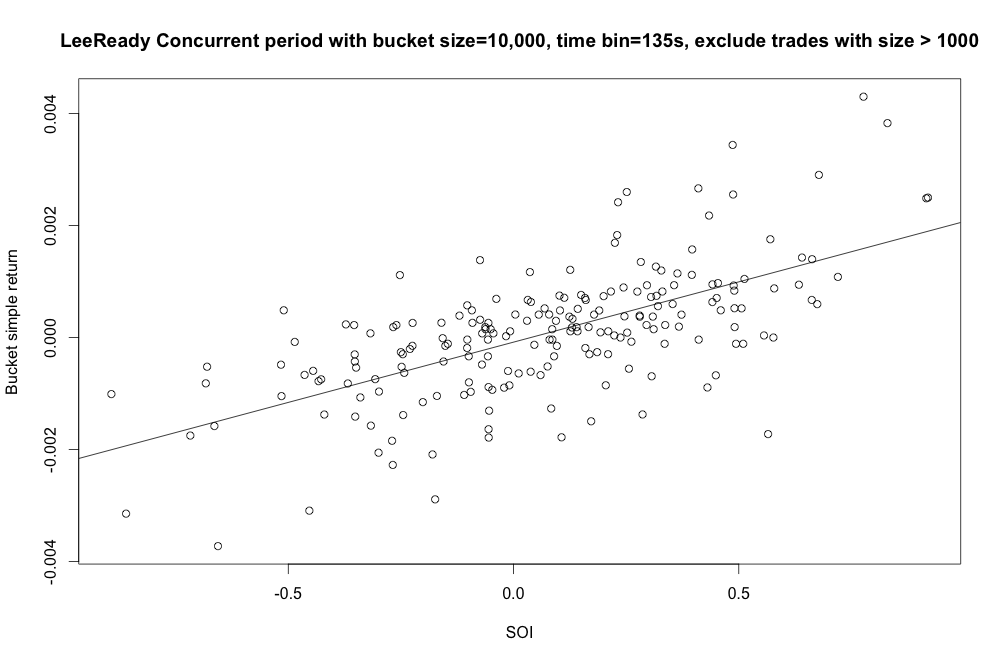 LeeReady Concurrent period with bucket size=10,000, time bin=135s, exclude trades with size > 1000
Bucket simple return
0.004
0.002
0.000
-0.002
-0.004
-0.5
0.0
0.5
SOI